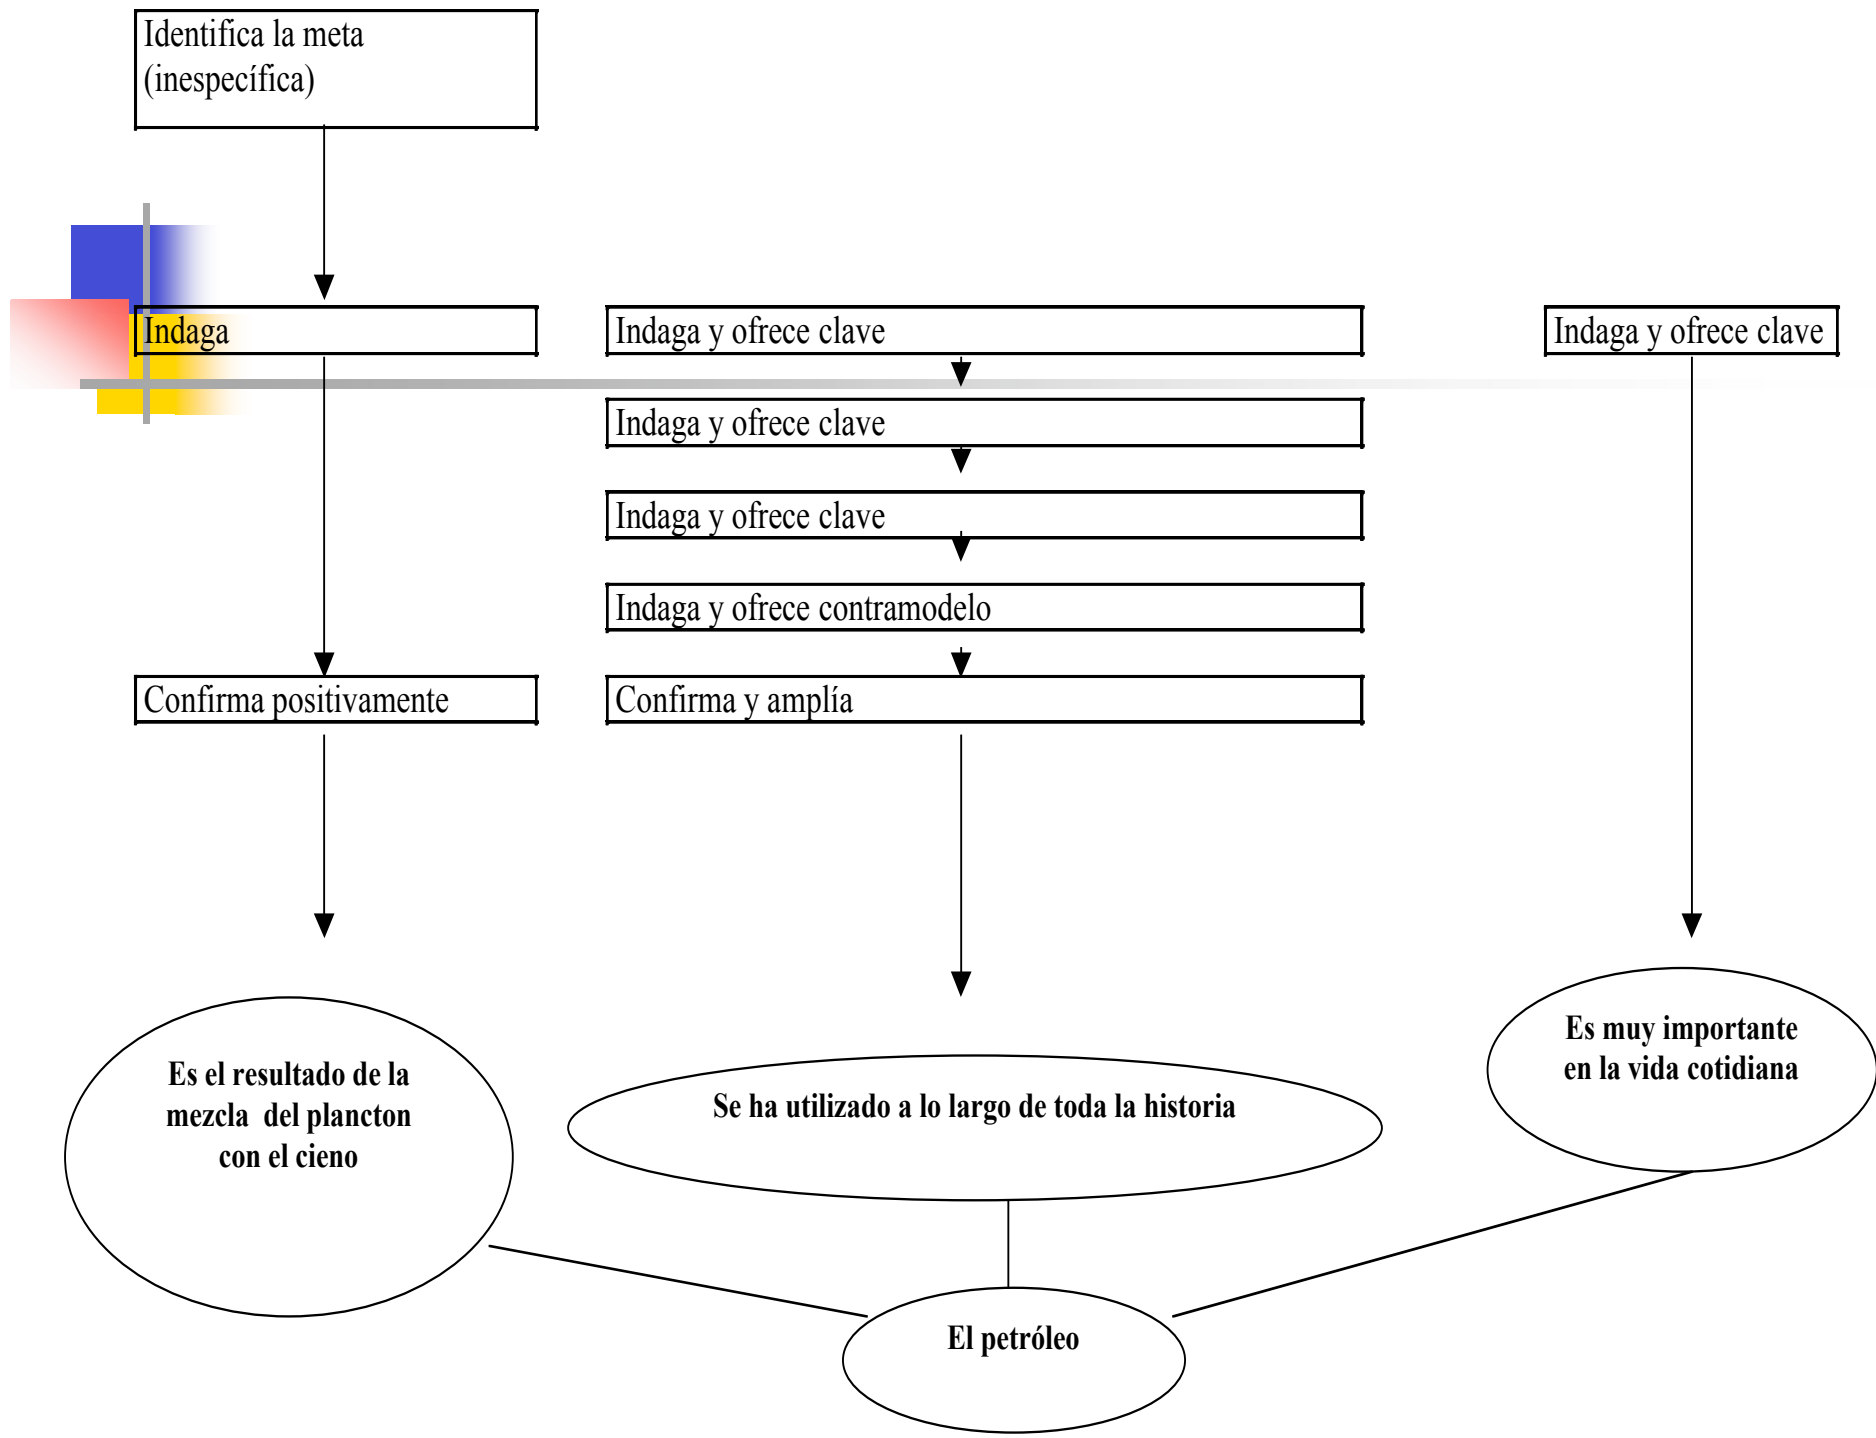 Identifica la meta
(inespecífica)
Indaga
Indaga y ofrece clave
Indaga y ofrece clave
Indaga y ofrece clave
Indaga y ofrece clave
Indaga y ofrece contramodelo
Confirma positivamente
Confirma y amplía
Es el resultado de la
mezcla del plancton
con el cieno
Se ha utilizado a lo largo de toda la historia
Es muy importante
en la vida cotidiana
El petróleo